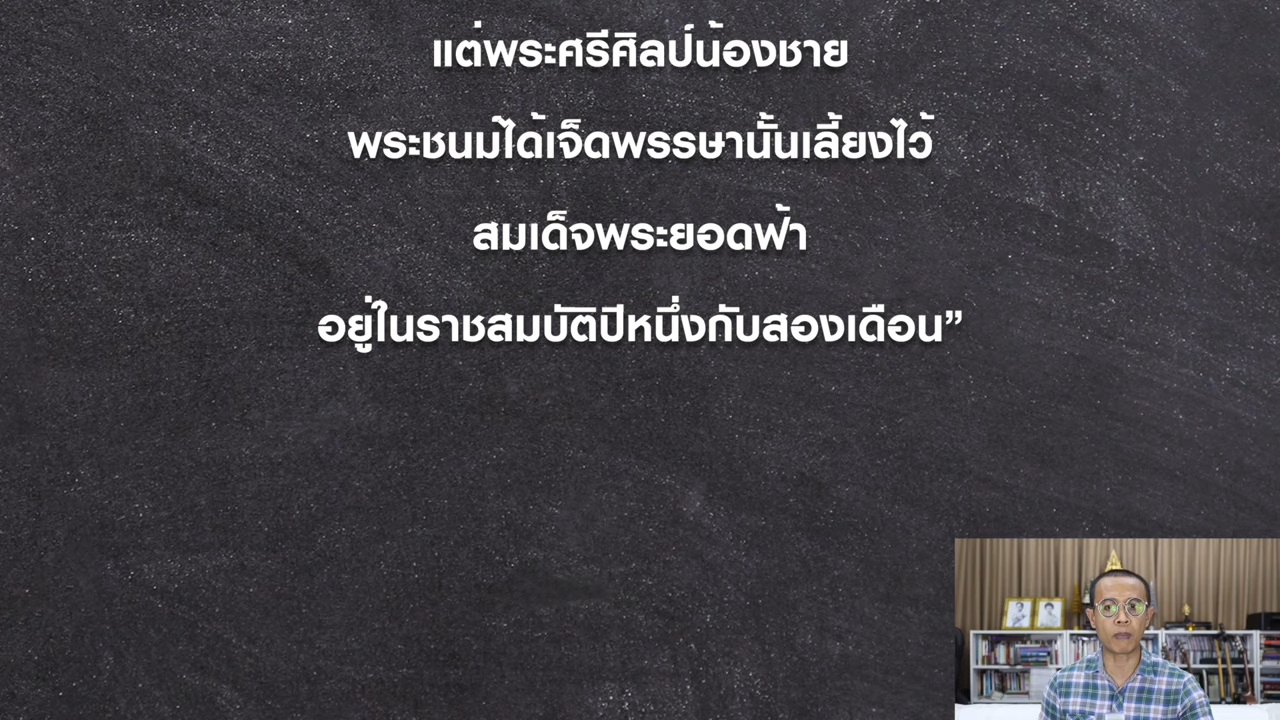 แต่พระศรีศิลป์น้องชาย
พระชนม์ได้เจ็ดพรรษานั้นเลี้ยงไว้
สมเด็จพระยอดฟ้า
อยู่ในราชสมบัติปีหนึ่งกับสองเดือน”